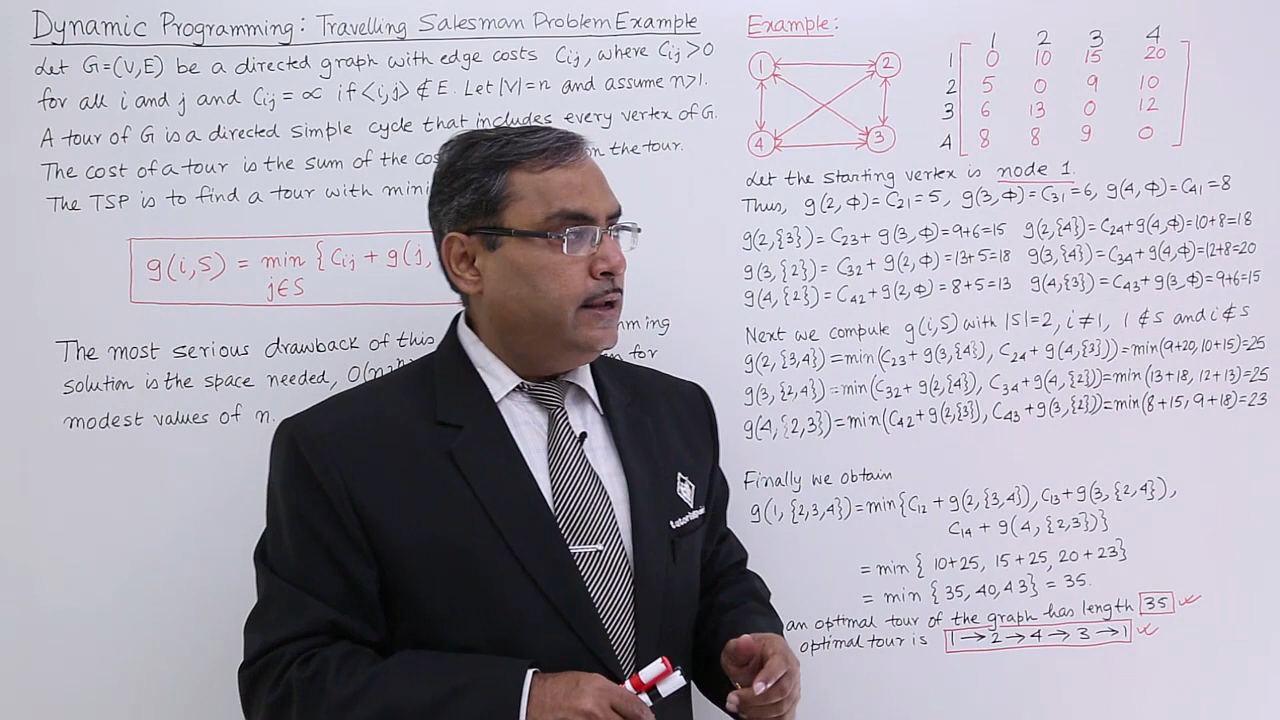 Dynamic Programming: Travelling Salesman Problem Example
Let G=(V,E) be a directed graph with edge costs Cij, where Cij>0
for all i and j and Cij = ∝ if <i,j> ∉ E. Let |V|=n and assume n>1.
A tour of G is a directed simple cycle that includes every vertex of G.
The cost of a tour is the sum of the cos on the tour.
The TSP is to find a tour with mini
g(i,S) = min {Cij + g(j,
j∈S
The most serious drawback of this mming
solution is the space needed, for
modest values of n.
Example:
1 2
4 3
1 2 3 4
1 0 10 15 20
2 5 0 9 10
3 6 13 0 12
4 8 8 9 0
Let the starting vertex is node 1.
Thus, g(2,Φ)=C21=5, g(3,Φ)=C31=6, g(4,Φ)=C41=8
g(2,{3})=C23+g(3,Φ)=9+6=15 g(2,{4})=C24+g(4,Φ)=10+8=18
g(3,{2})=C32+g(2,Φ)=13+5=18 g(3,{4})=C34+g(4,Φ)=12+8=20
g(4,{2})=C42+g(2,Φ)=8+5=13 g(4,{3})=C43+g(3,Φ)=9+6=15
Next we compute g(i,S) with |S|=2, i≠1, 1∉S and i∉S
g(2,{3,4})=min(C23+g(3,{4}), C24+g(4,{3}))=min(9+20,10+15)=25
g(3,{2,4})=min(C32+g(2,{4}), C34+g(4,{2}))=min(13+18,12+13)=25
g(4,{2,3})=min(C42+g(2,{3}), C43+g(3,{2}))=min(8+15,9+18)=23
Finally we obtain
g(1,{2,3,4})=min{C12+g(2,{3,4}), C13+g(3,{2,4}),
C14+g(4,{2,3})}
=min{10+25, 15+25, 20+23}
=min{35,40,43}=35.
an optimal tour of the graph has length 35 ✓
optimal tour is 1→2→4→3→1 ✓